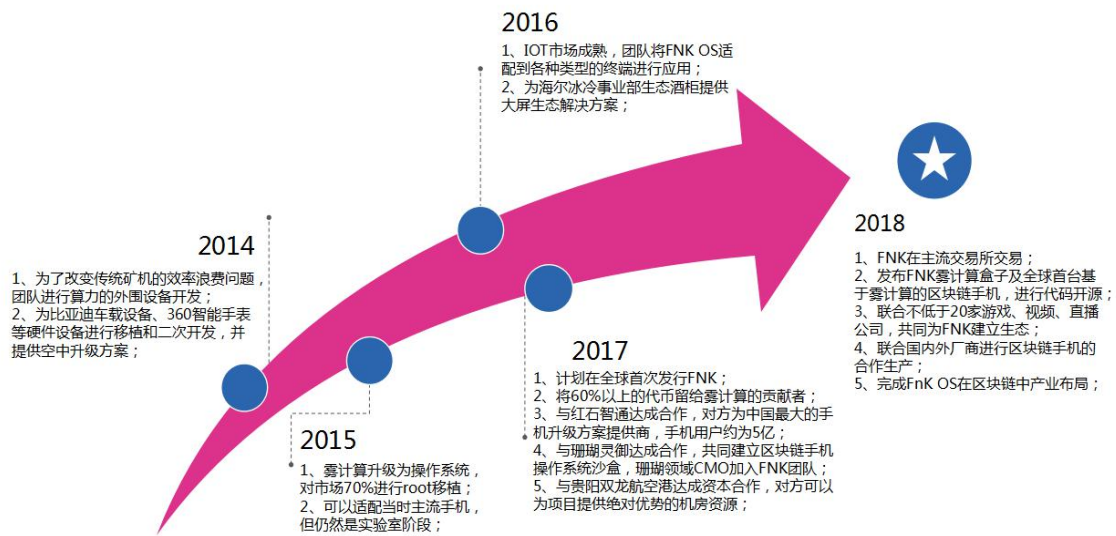 2014
1、为了改变传统矿机的效率浪费问题，
团队进行算力的外围设备开发；
2、为比亚迪车载设备、360智能手表
等硬件设备进行移植和二次开发，并
提供空中升级方案；
2015
1、雾计算升级为操作系统，
对市场70%进行root移植；
2、可以适配当时主流手机，
但仍然是实验室阶段；
2016
1、IOT市场成熟，团队将FNK OS适
配到各种类型的终端进行应用；
2、为海尔冰冷事业部生态酒柜提供
大屏生态解决方案；
2017
1、计划在全球首次发行FNK；
2、将60%以上的代币留给雾计算的贡献者；
3、与红石智通达成合作，对方为中国最大的手
机升级方案提供商，手机用户约为5亿；
4、与珊瑚灵御达成合作，共同建立区块链手机
操作系统沙盒，珊瑚领域CMO加入FNK团队；
5、与贵阳双龙航空港达成资本合作，对方可以
为项目提供绝对优势的机房资源；
2018
1、FNK在主流交易所交易；
2、发布FNK雾计算盒子及全球首台基
于雾计算的区块链手机，进行代码开源；
3、联合不低于20家游戏、视频、直播
公司，共同为FNK建立生态；
4、联合国内外厂商进行区块链手机的
合作生产；
5、完成FnK OS在区块链中产业布局；